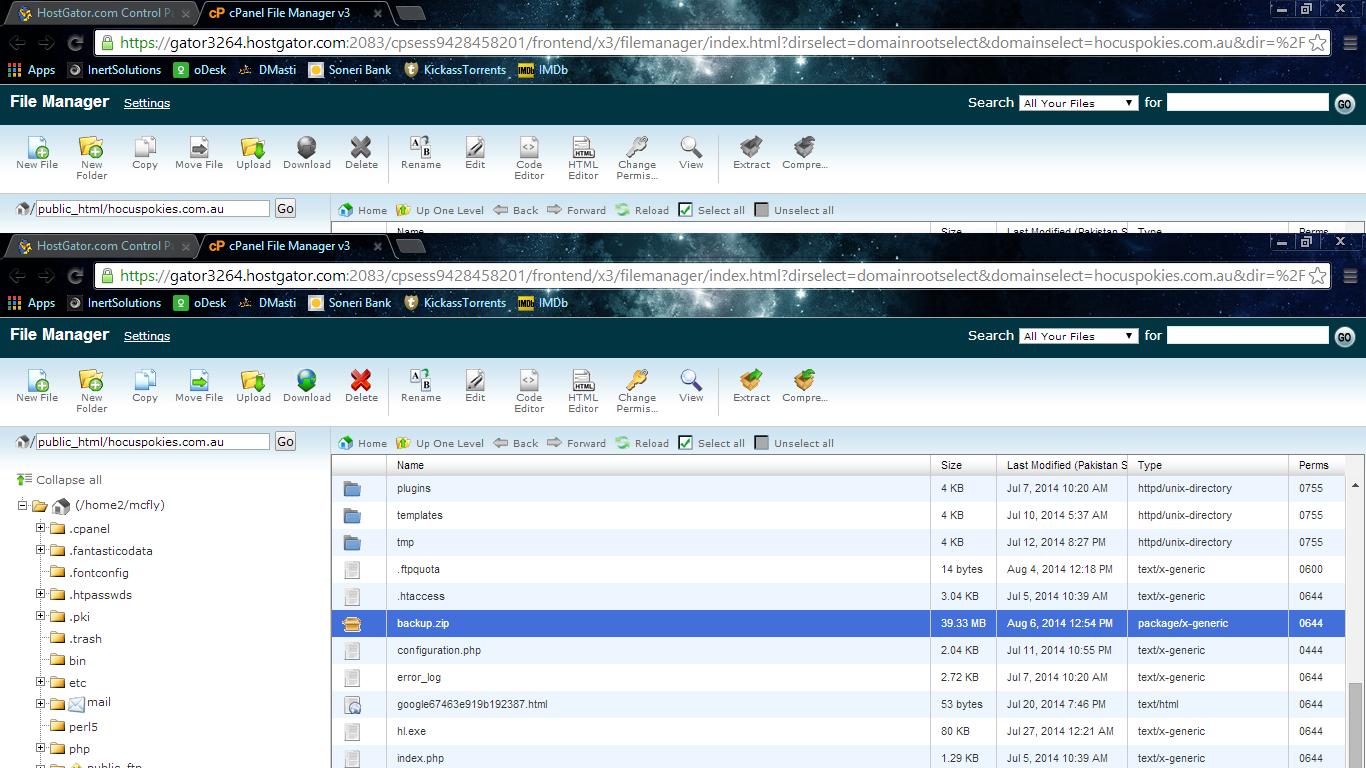 HostGator.com Control P
cPanel File Manager v3
https://gator3264.hostgator.com:2083/cpsess9428458201/frontend/x3/filemanager/index.html?dirselect=domainrootselect&domainselect=hocuspokies.com.au&dir=%2F
Apps InertSolutions oDesk DMasti Soneri Bank KickassTorrents IMDb
File Manager Settings Search All Your Files for GO
New File New Folder Copy Move File Upload Download Delete Rename Edit Code Editor HTML Editor Change Permis... View Extract Compre...
/ public_html/hocuspokies.com.au Go Home Up One Level Back Forward Reload Select all Unselect all
Name Size Last Modified (Pakistan S Type Perms
HostGator.com Control P
cPanel File Manager v3
https://gator3264.hostgator.com:2083/cpsess9428458201/frontend/x3/filemanager/index.html?dirselect=domainrootselect&domainselect=hocuspokies.com.au&dir=%2F
Apps InertSolutions oDesk DMasti Soneri Bank KickassTorrents IMDb
File Manager Settings Search All Your Files for GO
New File New Folder Copy Move File Upload Download Delete Rename Edit Code Editor HTML Editor Change Permis... View Extract Compre...
/ public_html/hocuspokies.com.au Go Home Up One Level Back Forward Reload Select all Unselect all
Collapse all
(/home2/mcfly)
.cpanel
.fantasticodata
.fontconfig
.htpasswds
.pki
.trash
bin
etc
mail
perl5
php
public_ftp
Name Size Last Modified (Pakistan S Type Perms
plugins 4 KB Jul 7, 2014 10:20 AM httpd/unix-directory 0755
templates 4 KB Jul 10, 2014 5:37 AM httpd/unix-directory 0755
tmp 4 KB Jul 12, 2014 8:27 PM httpd/unix-directory 0755
.ftpquota 14 bytes Aug 4, 2014 12:18 PM text/x-generic 0600
.htaccess 3.04 KB Jul 5, 2014 10:39 AM text/x-generic 0644
backup.zip 39.33 MB Aug 6, 2014 12:54 PM package/x-generic 0644
configuration.php 2.04 KB Jul 11, 2014 10:55 PM text/x-generic 0444
error_log 2.72 KB Jul 7, 2014 10:20 AM text/x-generic 0644
google67463e919b192387.html 53 bytes Jul 20, 2014 7:46 PM text/html 0644
hl.exe 80 KB Jul 27, 2014 12:21 AM text/x-generic 0644
index.php 1.29 KB Jul 5, 2014 10:39 AM text/x-generic 0644